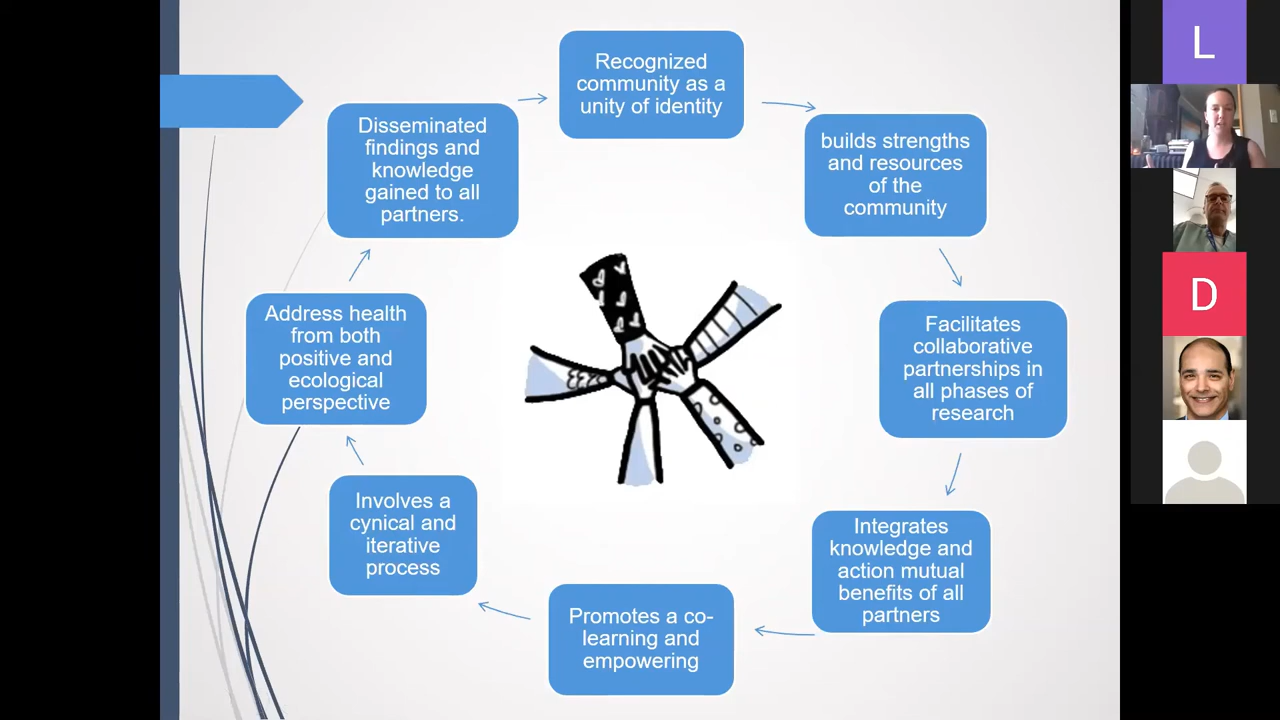 Recognized
community as a
unity of identity
builds strengths
and resources
of the
community
Facilitates
collaborative
partnerships in
all phases of
research
Integrates
knowledge and
action mutual
benefits of all
partners
Promotes a co-
learning and
empowering
Involves a
cynical and
iterative
process
Address health
from both
positive and
ecological
perspective
Disseminated
findings and
knowledge
gained to all
partners.
L
D